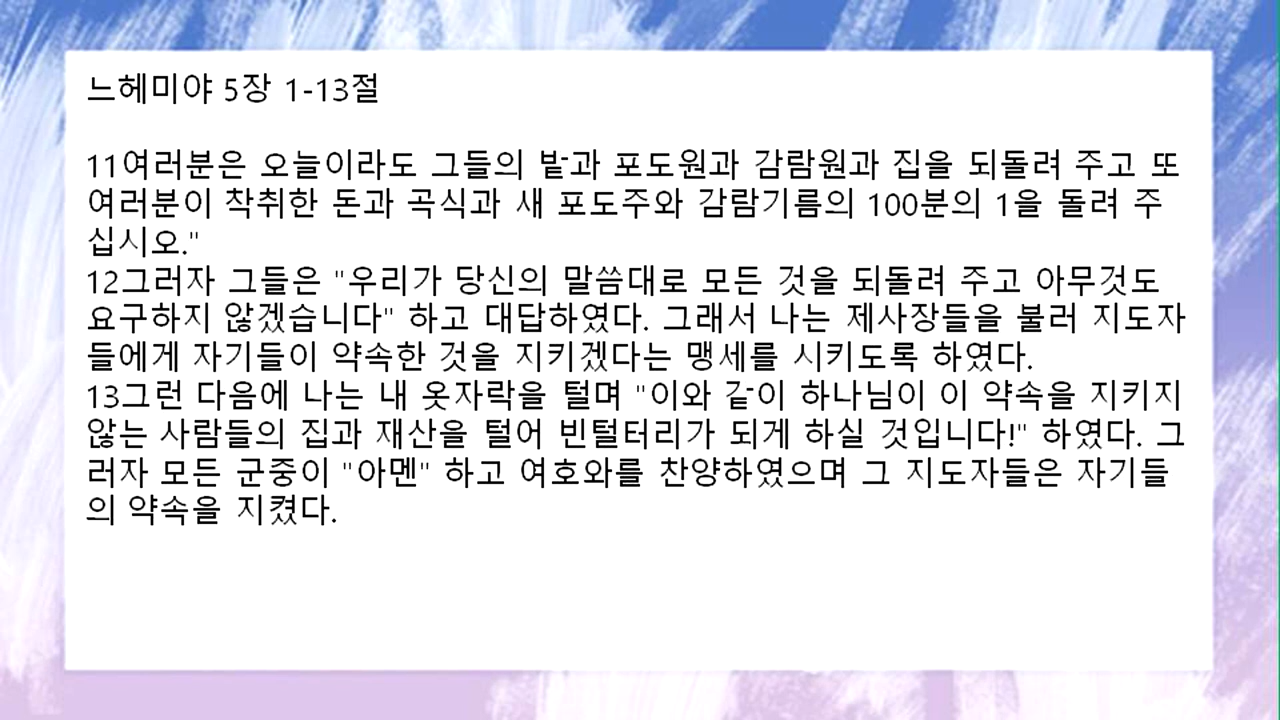 느헤미야 5장 1-13절
11여러분은 오늘이라도 그들의 밭과 포도원과 감람원과 집을 되돌려 주고 또
여러분이 착취한 돈과 곡식과 새 포도주와 감람기름의 100분의 1을 돌려 주
십시오."
12그러자 그들은 "우리가 당신의 말씀대로 모든 것을 되돌려 주고 아무것도
요구하지 않겠습니다" 하고 대답하였다. 그래서 나는 제사장들을 불러 지도자
들에게 자기들이 약속한 것을 지키겠다는 맹세를 시키도록 하였다.
13그런 다음에 나는 내 옷자락을 털며 "이와 같이 하나님이 이 약속을 지키지
않는 사람들의 집과 재산을 털어 빈털터리가 되게 하실 것입니다!" 하였다. 그
러자 모든 군중이 "아멘" 하고 여호와를 찬양하였으며 그 지도자들은 자기들
의 약속을 지켰다.